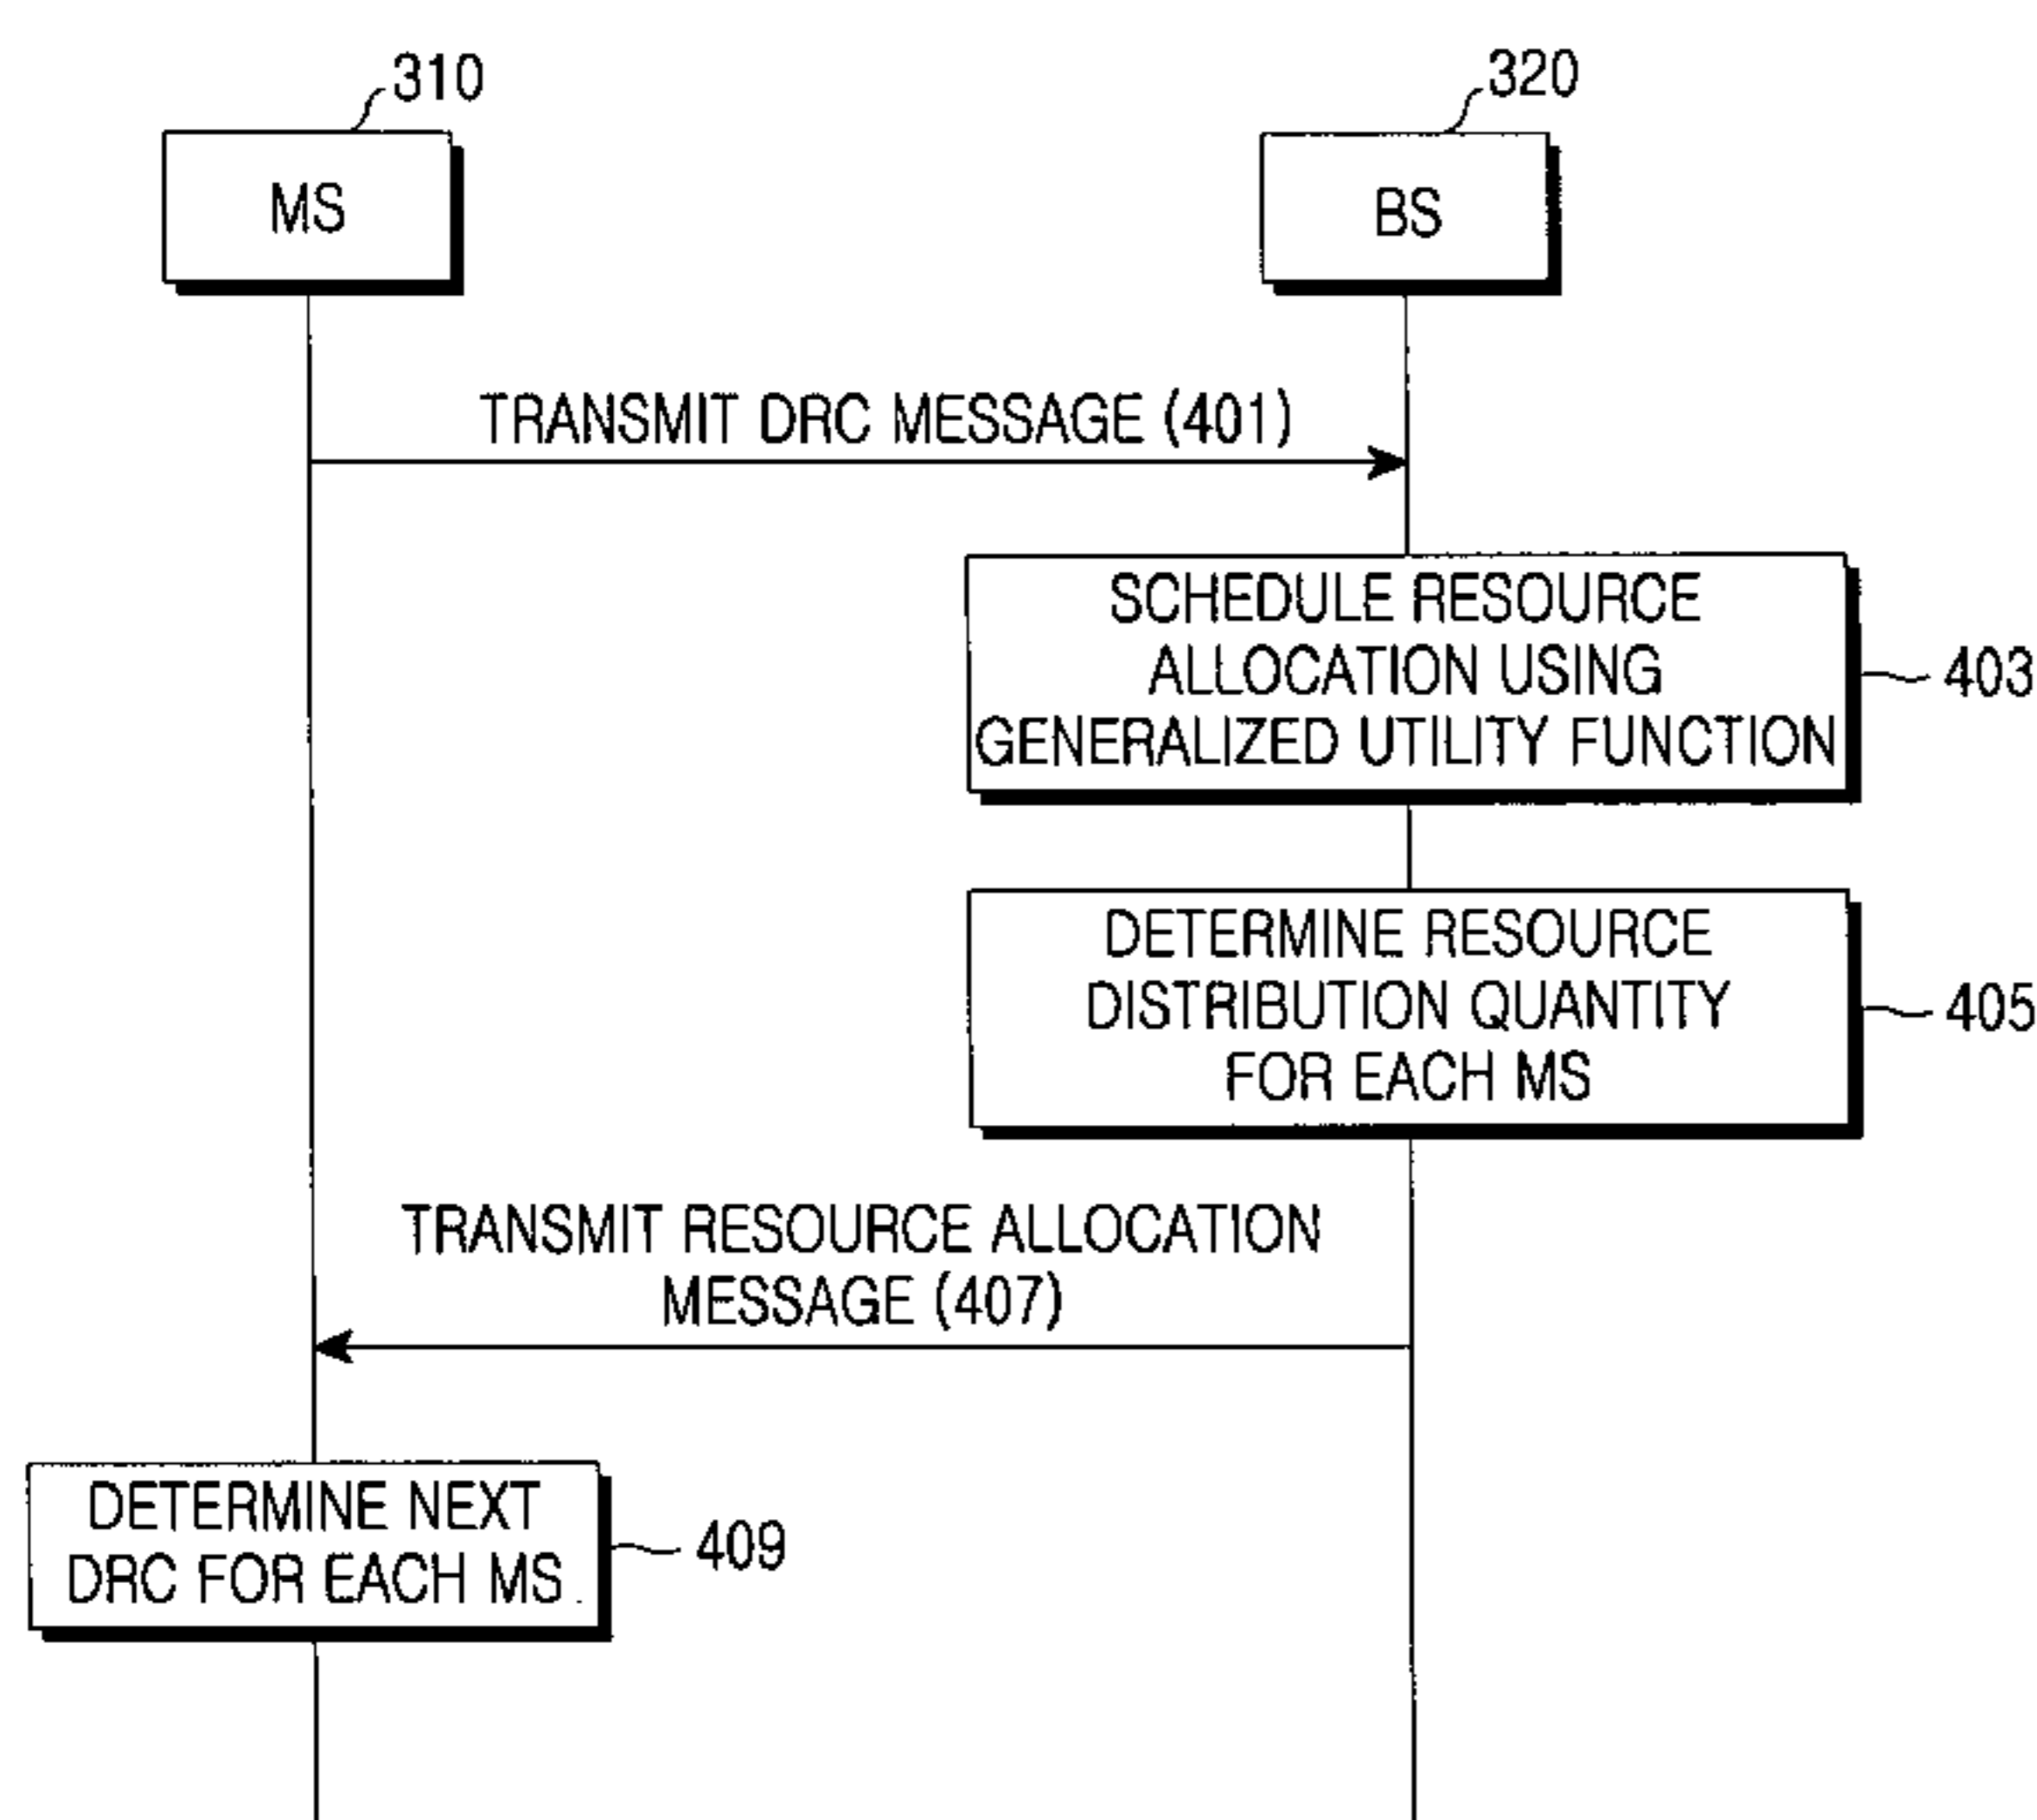 310
320
MS
BS
TRANSMIT DRC MESSAGE (401)
SCHEDULE RESOURCE
ALLOCATION USING
GENERALIZED UTILITY FUNCTION
403
DETERMINE RESOURCE
DISTRIBUTION QUANTITY
FOR EACH MS
405
TRANSMIT RESOURCE ALLOCATION
MESSAGE (407)
DETERMINE NEXT
DRC FOR EACH MS
409